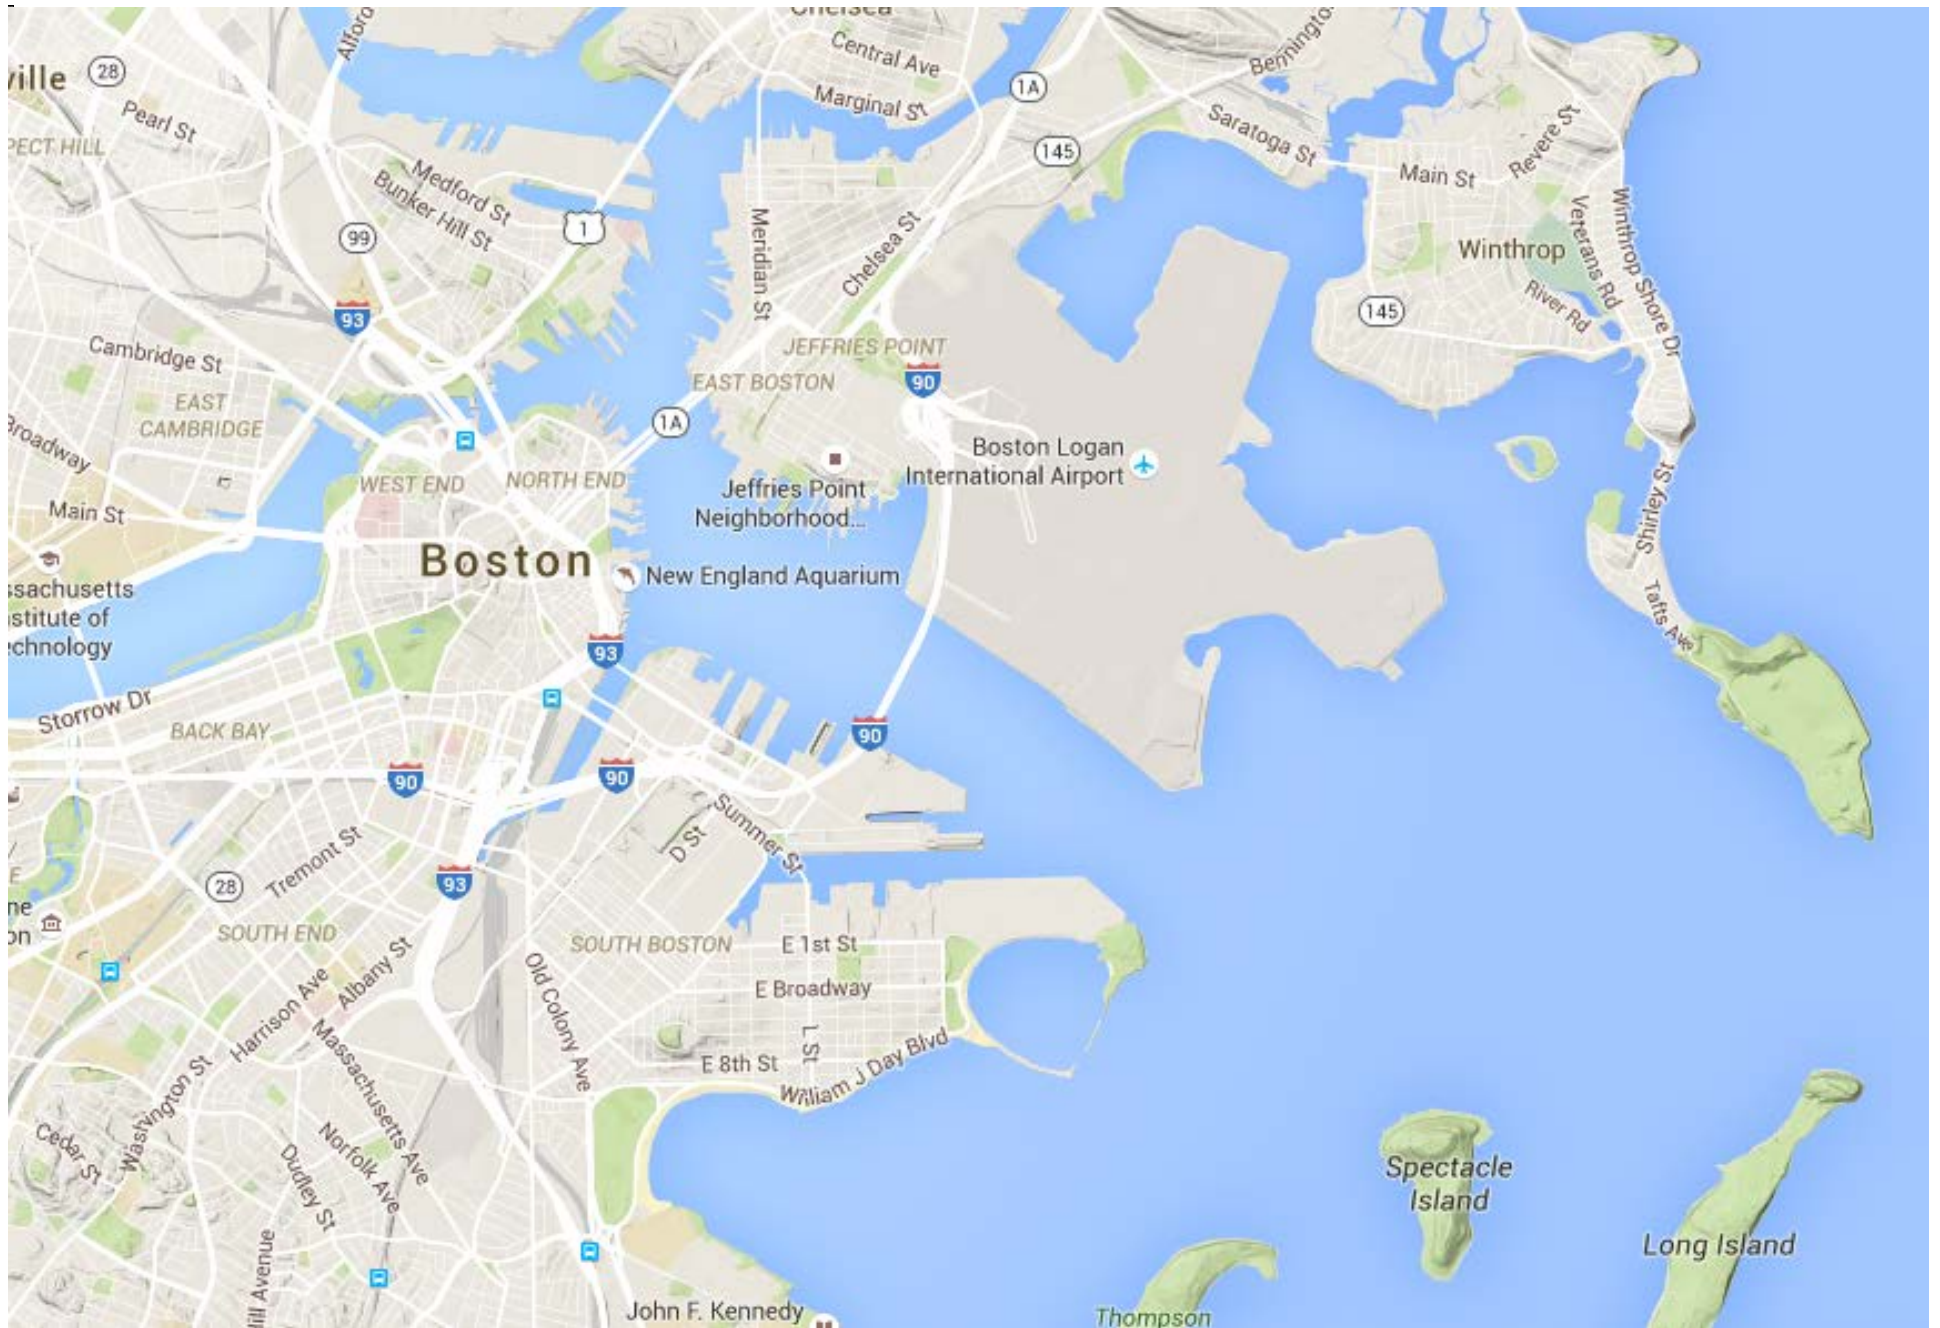 Chelsea
Alford
Central Ave
Bennington
ville
28
1A
Marginal St
Pearl St
Saratoga St
Revere St
PECT HILL
145
Medford St
Main St
Bunker Hill St
Winthrop Shore Dr
Veterans Rd
1
99
Meridian St
Chelsea St
Winthrop
River Rd
93
145
Cambridge St
JEFFRIES POINT
EAST BOSTON
90
EAST
CAMBRIDGE
Broadway
1A
Boston Logan
International Airport
WEST END
NORTH END
Jeffries Point
Neighborhood...
Main St
Shirley St
Boston
New England Aquarium
ssachusetts
stitute of
echnology
Tafts Ave
93
Storrow Dr
BACK BAY
90
90
90
Summer St
D St
Tremont St
28
93
E
ne
on
SOUTH END
SOUTH BOSTON
E 1st St
Albany St
Old Colony Ave
E Broadway
Harrison Ave
Massachusetts Ave
L St
E 8th St
William J Day Blvd
Washington St
Cedar St
Norfolk Ave
Dudley St
Spectacle
Island
Long Island
Hill Avenue
John F. Kennedy
Thompson